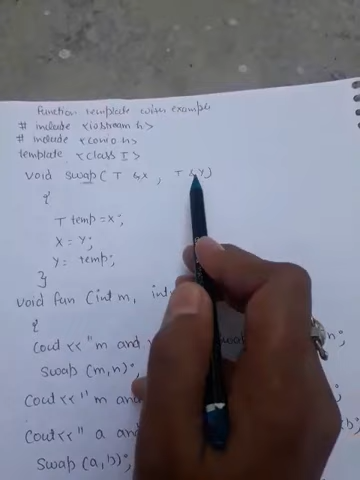 Function template with example
# include <iostream.h>
# include <conio.h>
template <class T>
void swap( T &x , T &y)
{
T temp = x;
x = y;
y = temp;
}
void fun (int m, int
{
cout << "m and n;
swap (m,n);
cout << "m and
cout << "a and b;
swap (a,b);